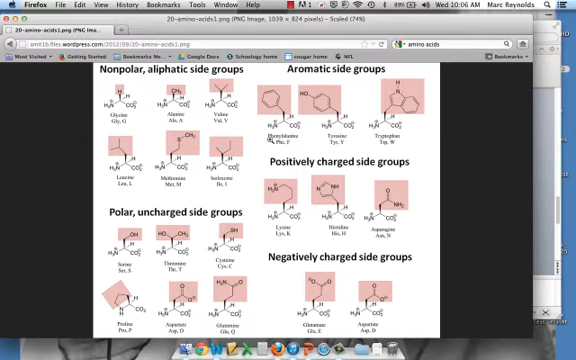 Firefox File Edit View History Bookmarks Tools Window Help
89% Wed 10:06 AM Marc Reynolds
20-amino-acids1.png (PNG Image, 1039 × 824 pixels) – Scaled (74%)
20-amino-acids1.png (PNG Im...
amit1b.wordpress.com/2012/09/20-amino-acids1.png
amino acids
Most Visited Getting Started Google Docs Schoology home cougar home NFL
Bookmarks
Nonpolar, aliphatic side groups
Aromatic side groups
Glycine
Gly, G
Alanine
Ala, A
Valine
Val, V
Phenylalanine
Phe, F
Tyrosine
Tyr, Y
Tryptophan
Trp, W
Leucine
Leu, L
Methionine
Met, M
Isoleucine
Ile, I
Positively charged side groups
Lysine
Lys, K
Histidine
His, H
Asparagine
Asn, N
Polar, uncharged side groups
Serine
Ser, S
Threonine
Thr, T
Cysteine
Cys, C
Negatively charged side groups
Proline
Pro, P
Aspartate
Asp, D
Glutamine
Gln, Q
Glutamate
Glu, E
Aspartate
Asp, D